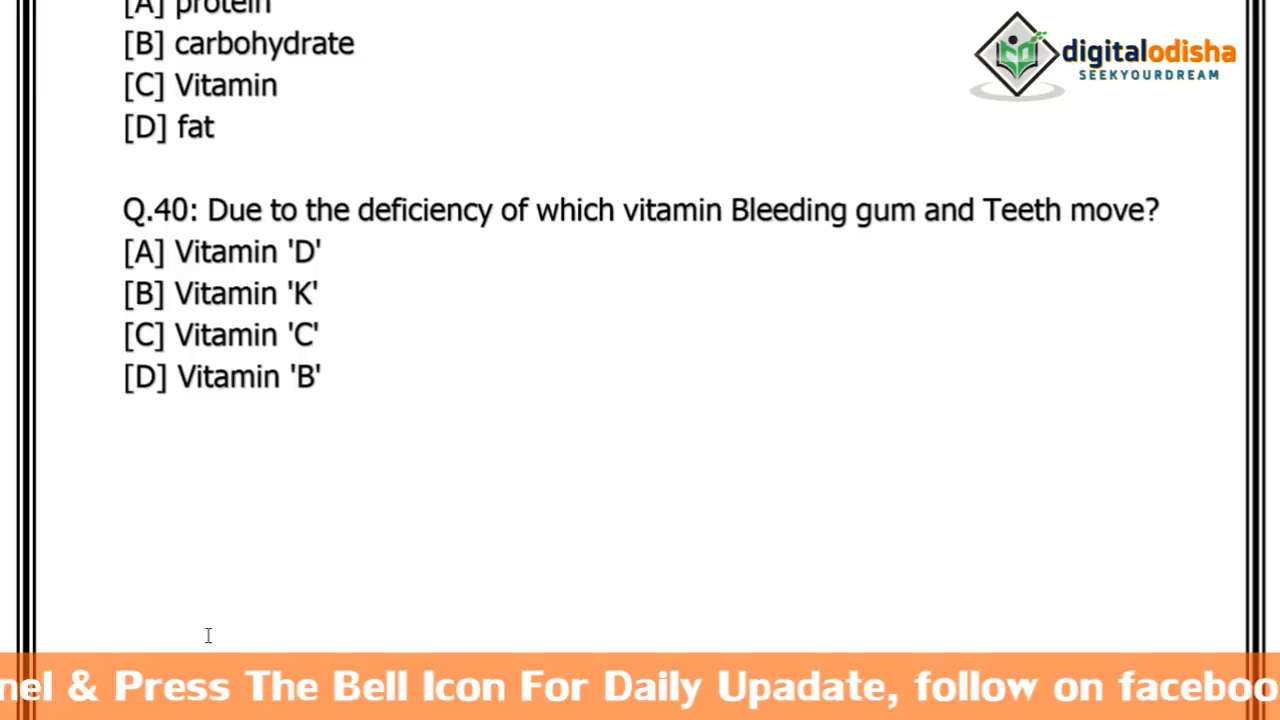 [A] protein
[B] carbohydrate
[C] Vitamin
[D] fat
digitalodisha
SEEKYOURDREAM
Q.40: Due to the deficiency of which vitamin Bleeding gum and Teeth move?
[A] Vitamin 'D'
[B] Vitamin 'K'
[C] Vitamin 'C'
[D] Vitamin 'B'
nel & Press The Bell Icon For Daily Upadate, follow on faceboo